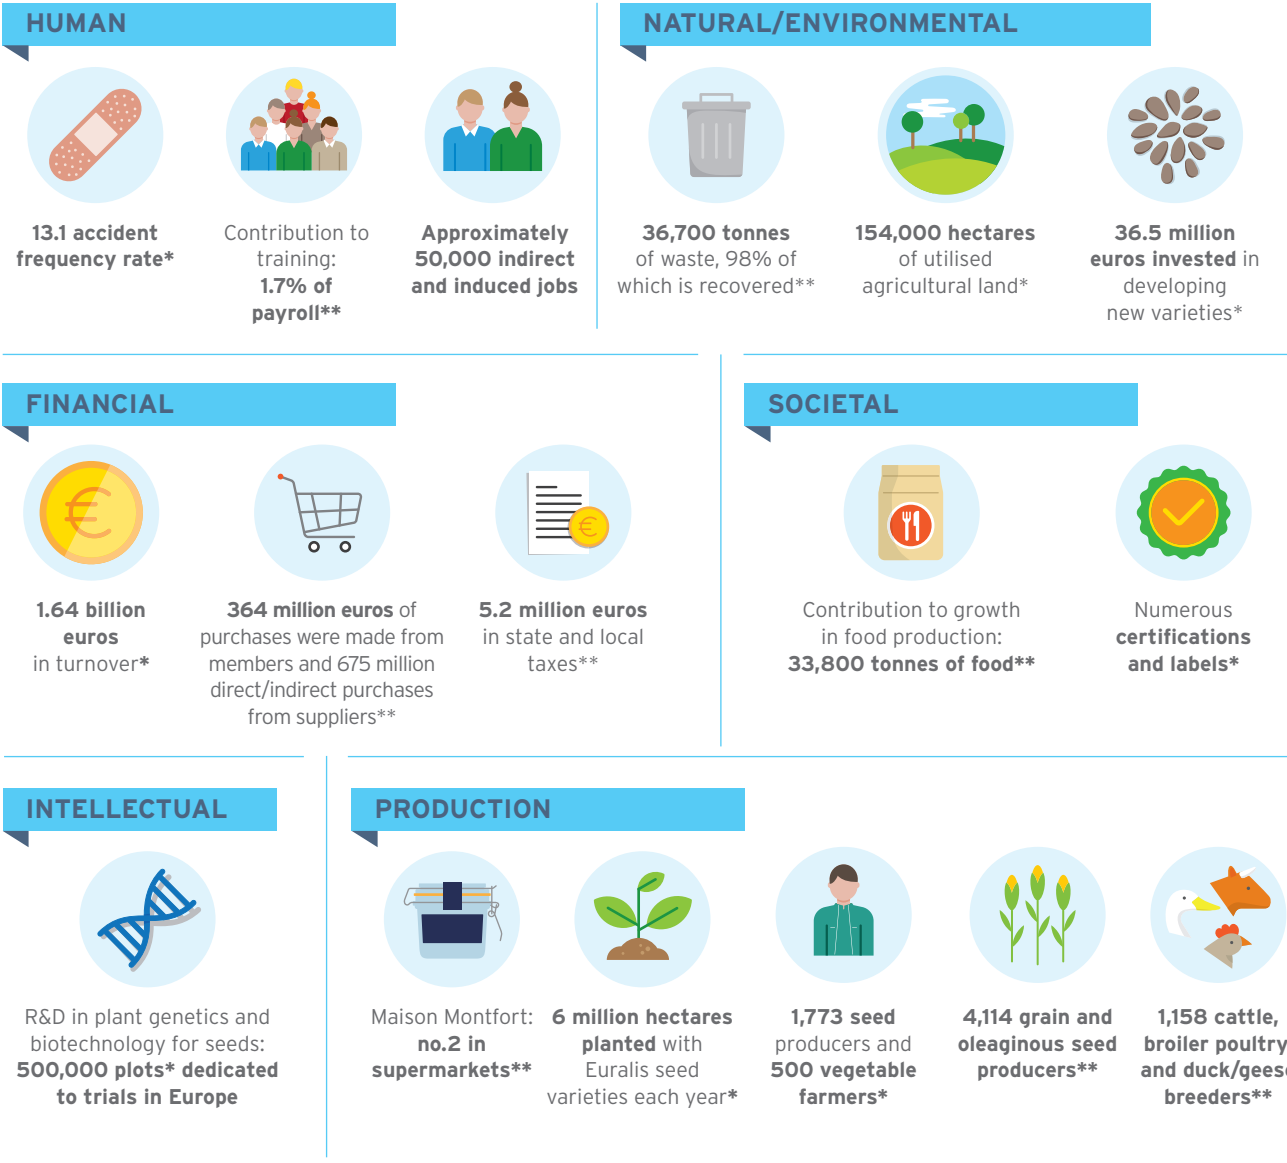 HUMAN
13.1 accident
frequency rate*
Contribution to
training:
1.7% of
payroll**
Approximately
50,000 indirect
and induced jobs
NATURAL/ENVIRONMENTAL
36,700 tonnes
of waste, 98% of
which is recovered**
154,000 hectares
of utilised
agricultural land*
36.5 million
euros invested in
developing
new varieties*
FINANCIAL
1.64 billion
euros
in turnover*
364 million euros of
purchases were made from
members and 675 million
direct/indirect purchases
from suppliers**
5.2 million euros
in state and local
taxes**
SOCIETAL
Contribution to growth
in food production:
33,800 tonnes of food**
Numerous
certifications
and labels*
INTELLECTUAL
R&D in plant genetics and
biotechnology for seeds:
500,000 plots* dedicated
to trials in Europe
PRODUCTION
Maison Montfort:
no.2 in
supermarkets**
6 million hectares
planted with
Euralis seed
varieties each year*
1,773 seed
producers and
500 vegetable
farmers*
4,114 grain and
oleaginous seed
producers**
1,158 cattle,
broiler poultry
and duck/geese
breeders**